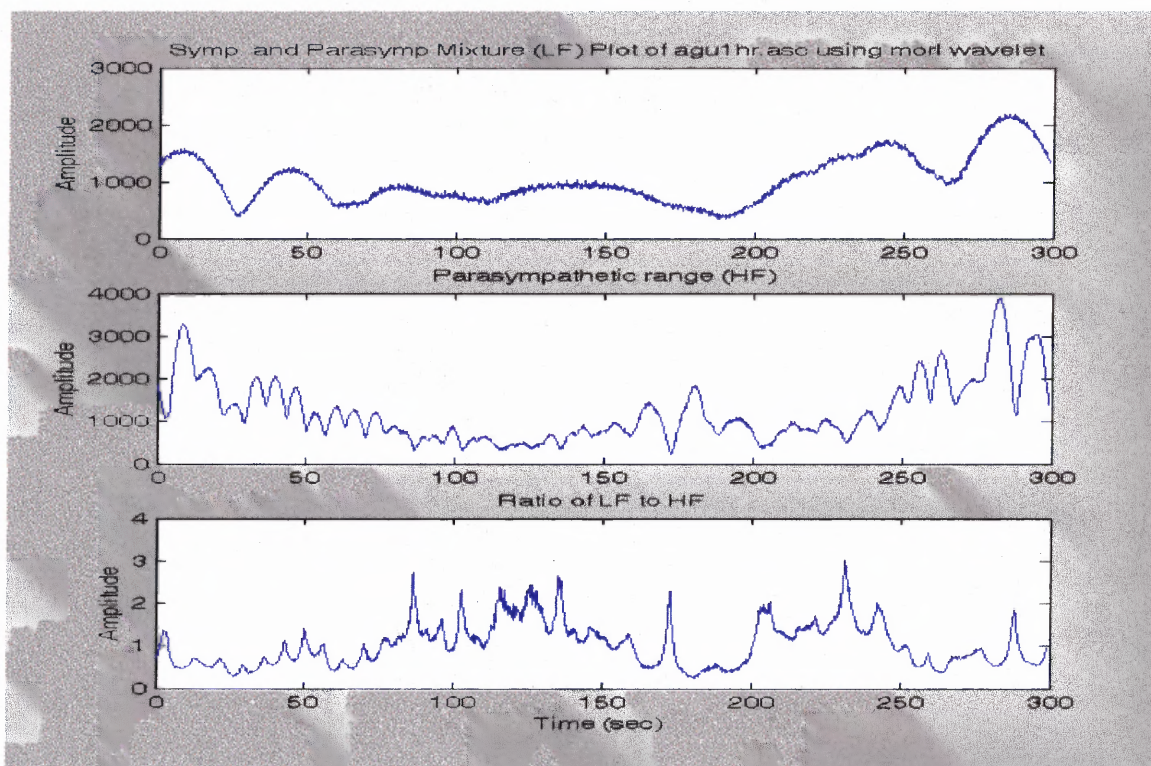 Symp and Parasymp Mixture (LF) Plot of agu1hr.asc using morl wavelet
3000
2000
1000
0
Amplitude
0 50 100 150 200 250 300
Parasympathetic range (HF)
4000
3000
2000
1000
0
Amplitude
0 50 100 150 200 250 300
Ratio of LF to HF
4
3
2
1
0
Amplitude
0 50 100 150 200 250 300
Time (sec)